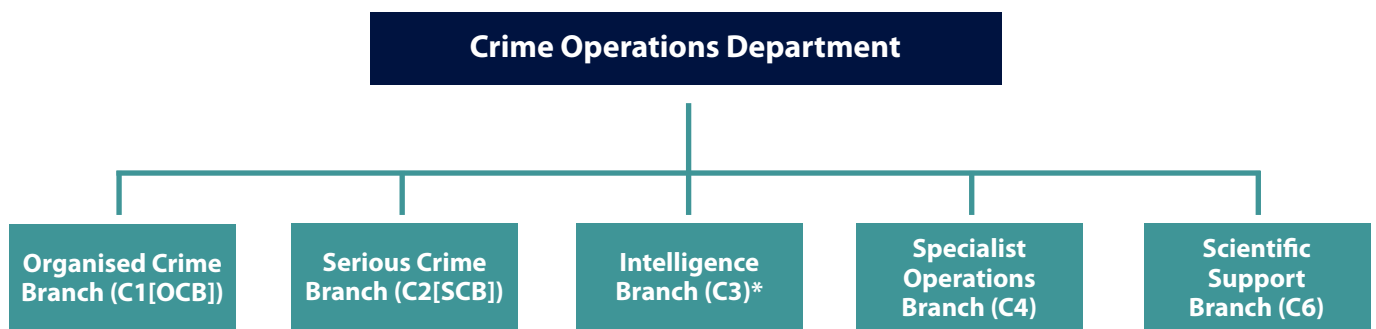 Crime Operations Department
Organised Crime
Branch (C1[OCB])
Serious Crime
Branch (C2[SCB])
Intelligence
Branch (C3)*
Specialist
Operations
Branch (C4)
Scientific
Support
Branch (C6)